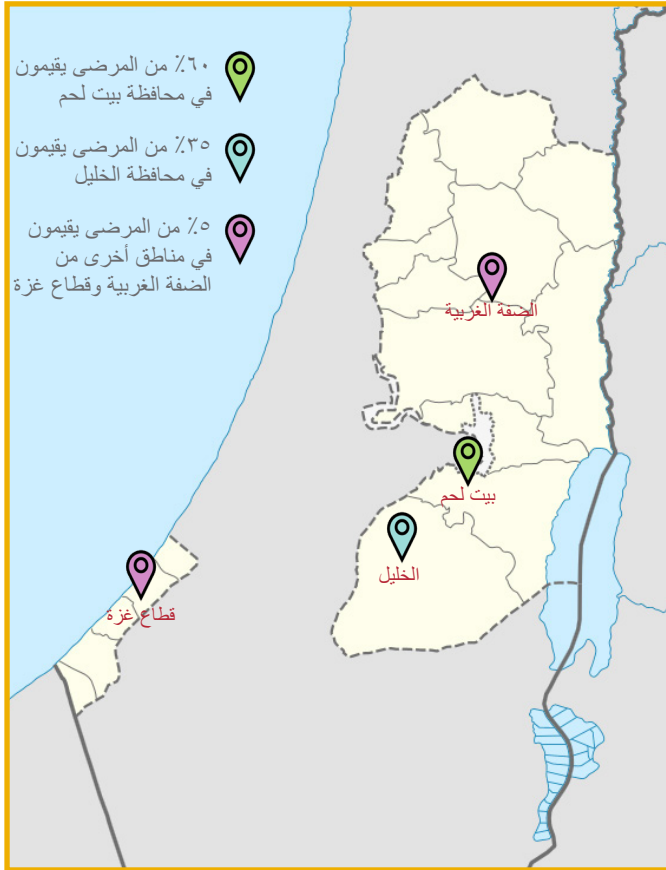 ٦٠٪ من المرضى يقيمون
في محافظة بيت لحم
٣٥٪ من المرضى يقيمون
في محافظة الخليل
٥٪ من المرضى يقيمون
في مناطق أخرى من
الضفة الغربية وقطاع غزة
الضفة الغربية
بيت لحم
الخليل
قطاع غزة